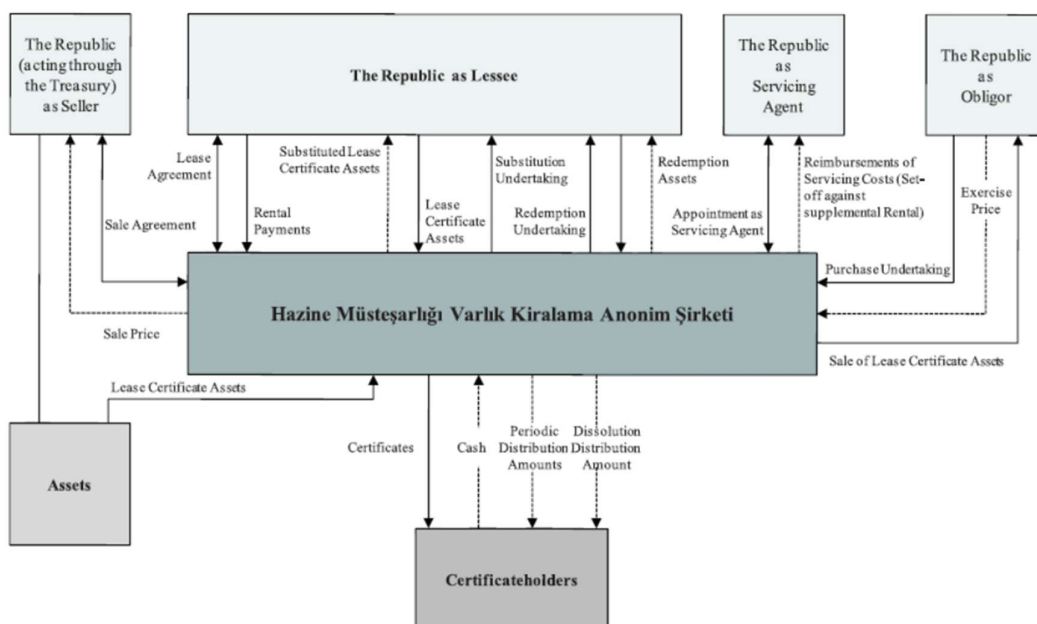 The Republic
(acting through
the Treasury)
as Seller
The Republic as Lessee
The Republic
as
Servicing
Agent
The Republic
as
Obligor
Lease
Agreement
Substituted Lease
Certificate Assets
Substitution
Undertaking
Redemption
Assets
Reimbursements of
Servicing Costs (Set-
off against
supplemental Rental)
Exercise
Price
Sale Agreement
Rental
Payments
Lease
Certificate
Assets
Redemption
Undertaking
Appointment as
Servicing Agent
Purchase Undertaking
Hazine Müsteşarlığı Varlık Kiralama Anonim Şirketi
Sale Price
Sale of Lease Certificate Assets
Lease Certificate Assets
Certificates
Cash
Periodic
Distribution
Amounts
Dissolution
Distribution
Amount
Assets
Certificateholders